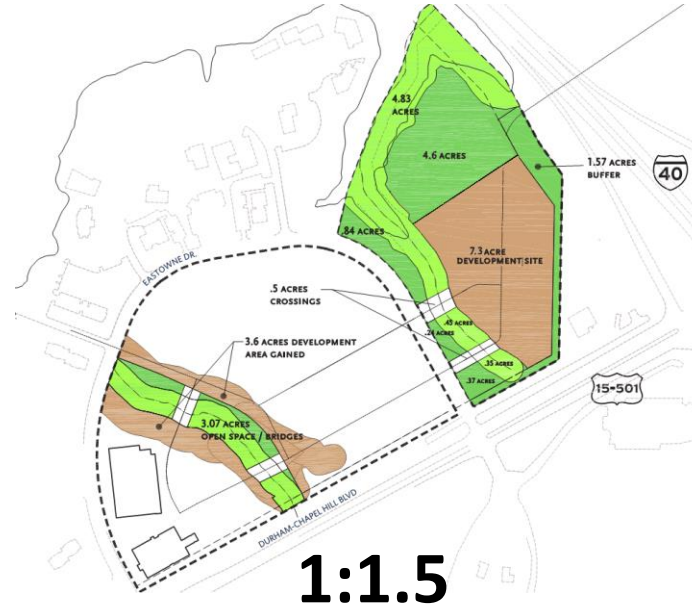 4.83
ACRES
4.6 ACRES
1.57 ACRES
BUFFER
40
.84 ACRES
7.3 ACRE
DEVELOPMENT SITE
EASTOWNE DR.
.5 ACRES
CROSSINGS
.45 ACRES
.24 ACRES
3.6 ACRES DEVELOPMENT
AREA GAINED
.35 ACRES
.37 ACRES
15-501
3.07 ACRES
OPEN SPACE / BRIDGES
DURHAM-CHAPEL HILL BLVD
1:1.5